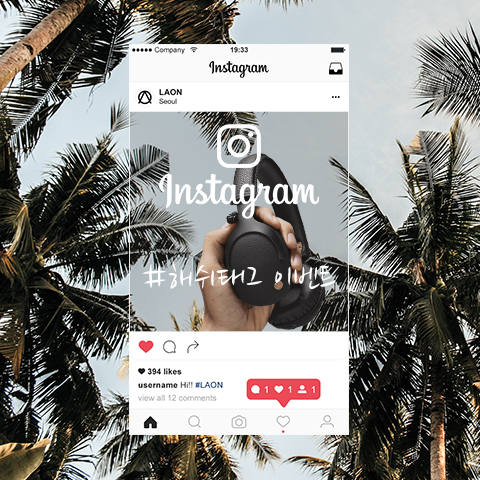 Company 19:33
Instagram
LAON
Seoul
Instagram
#해쉬태그 이벤트
394 likes
username Hi!! #LAON
view all 12 comments
1 1 1